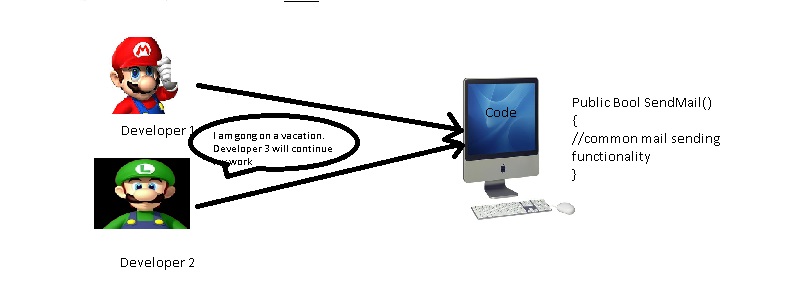 Developer 1
I am gong on a vacation.
Developer 3 will continue
work
Developer 2
M
L
Code
Public Bool SendMail()
{
//common mail sending
functionality
}